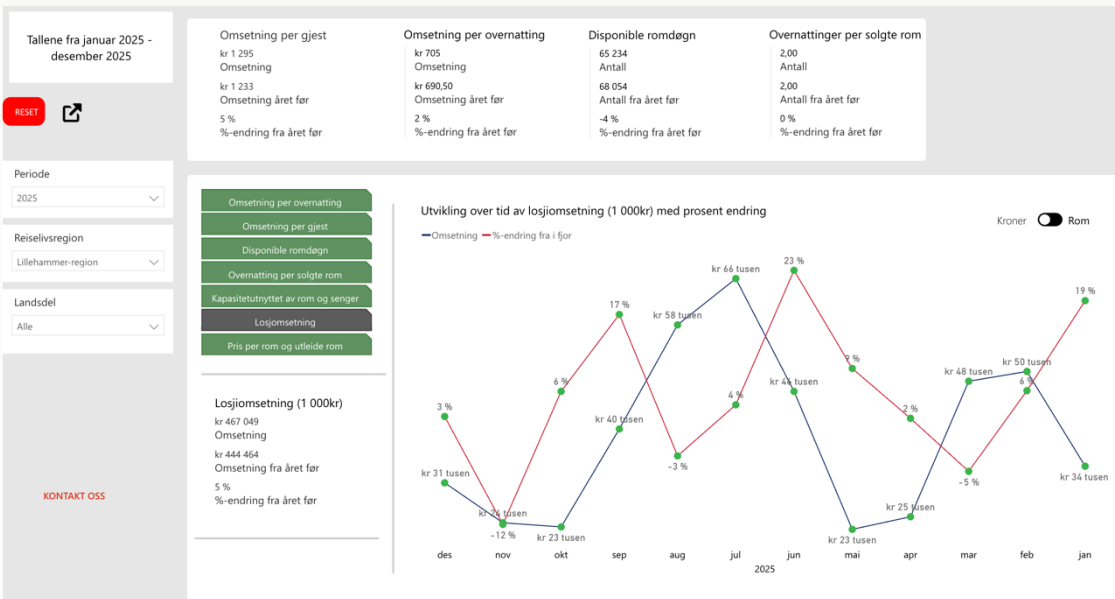 Tallene fra januar 2025 -
desember 2025
RESET
Omsetning per gjest
kr 1 295
Omsetning
kr 1 233
Omsetning året før
5 %
%-endring fra året før
Omsetning per overnatting
kr 705
Omsetning
kr 690,50
Omsetning året før
2 %
%-endring fra året før
Disponible romdøgn
65 234
Antall
68 054
Antall fra året før
-4 %
%-endring fra året før
Overnattinger per solgte rom
2,00
Antall
2,00
Antall fra året før
0 %
%-endring fra året før
Periode
2025
Reiselivsregion
Lillehammer-region
Landsdel
Alle
KONTAKT OSS
Omsetning per overnatting
Omsetning per gjest
Disponible romdøgn
Overnatting per solgte rom
Kapasitetutnyttet av rom og senger
Losjiomsetning
Pris per rom og utleide rom
Losjiomsetning (1 000kr)
kr 467 049
Omsetning
kr 444 464
Omsetning fra året før
5 %
%-endring fra året før
Utvikling over tid av losjiomsetning (1 000kr) med prosent endring
Omsetning
%-endring fra i fjor
Kroner
Rom
23 %
kr 66 tusen
19 %
17 %
kr 58 tusen
9 %
kr 50 tusen
kr 48 tusen
6 %
kr 46 tusen
6 %
4 %
3 %
kr 40 tusen
2 %
-3 %
kr 31 tusen
-5 %
kr 34 tusen
kr 24 tusen
kr 25 tusen
-12 %
kr 23 tusen
kr 23 tusen
des nov okt sep aug jul jun mai apr mar feb jan
2025